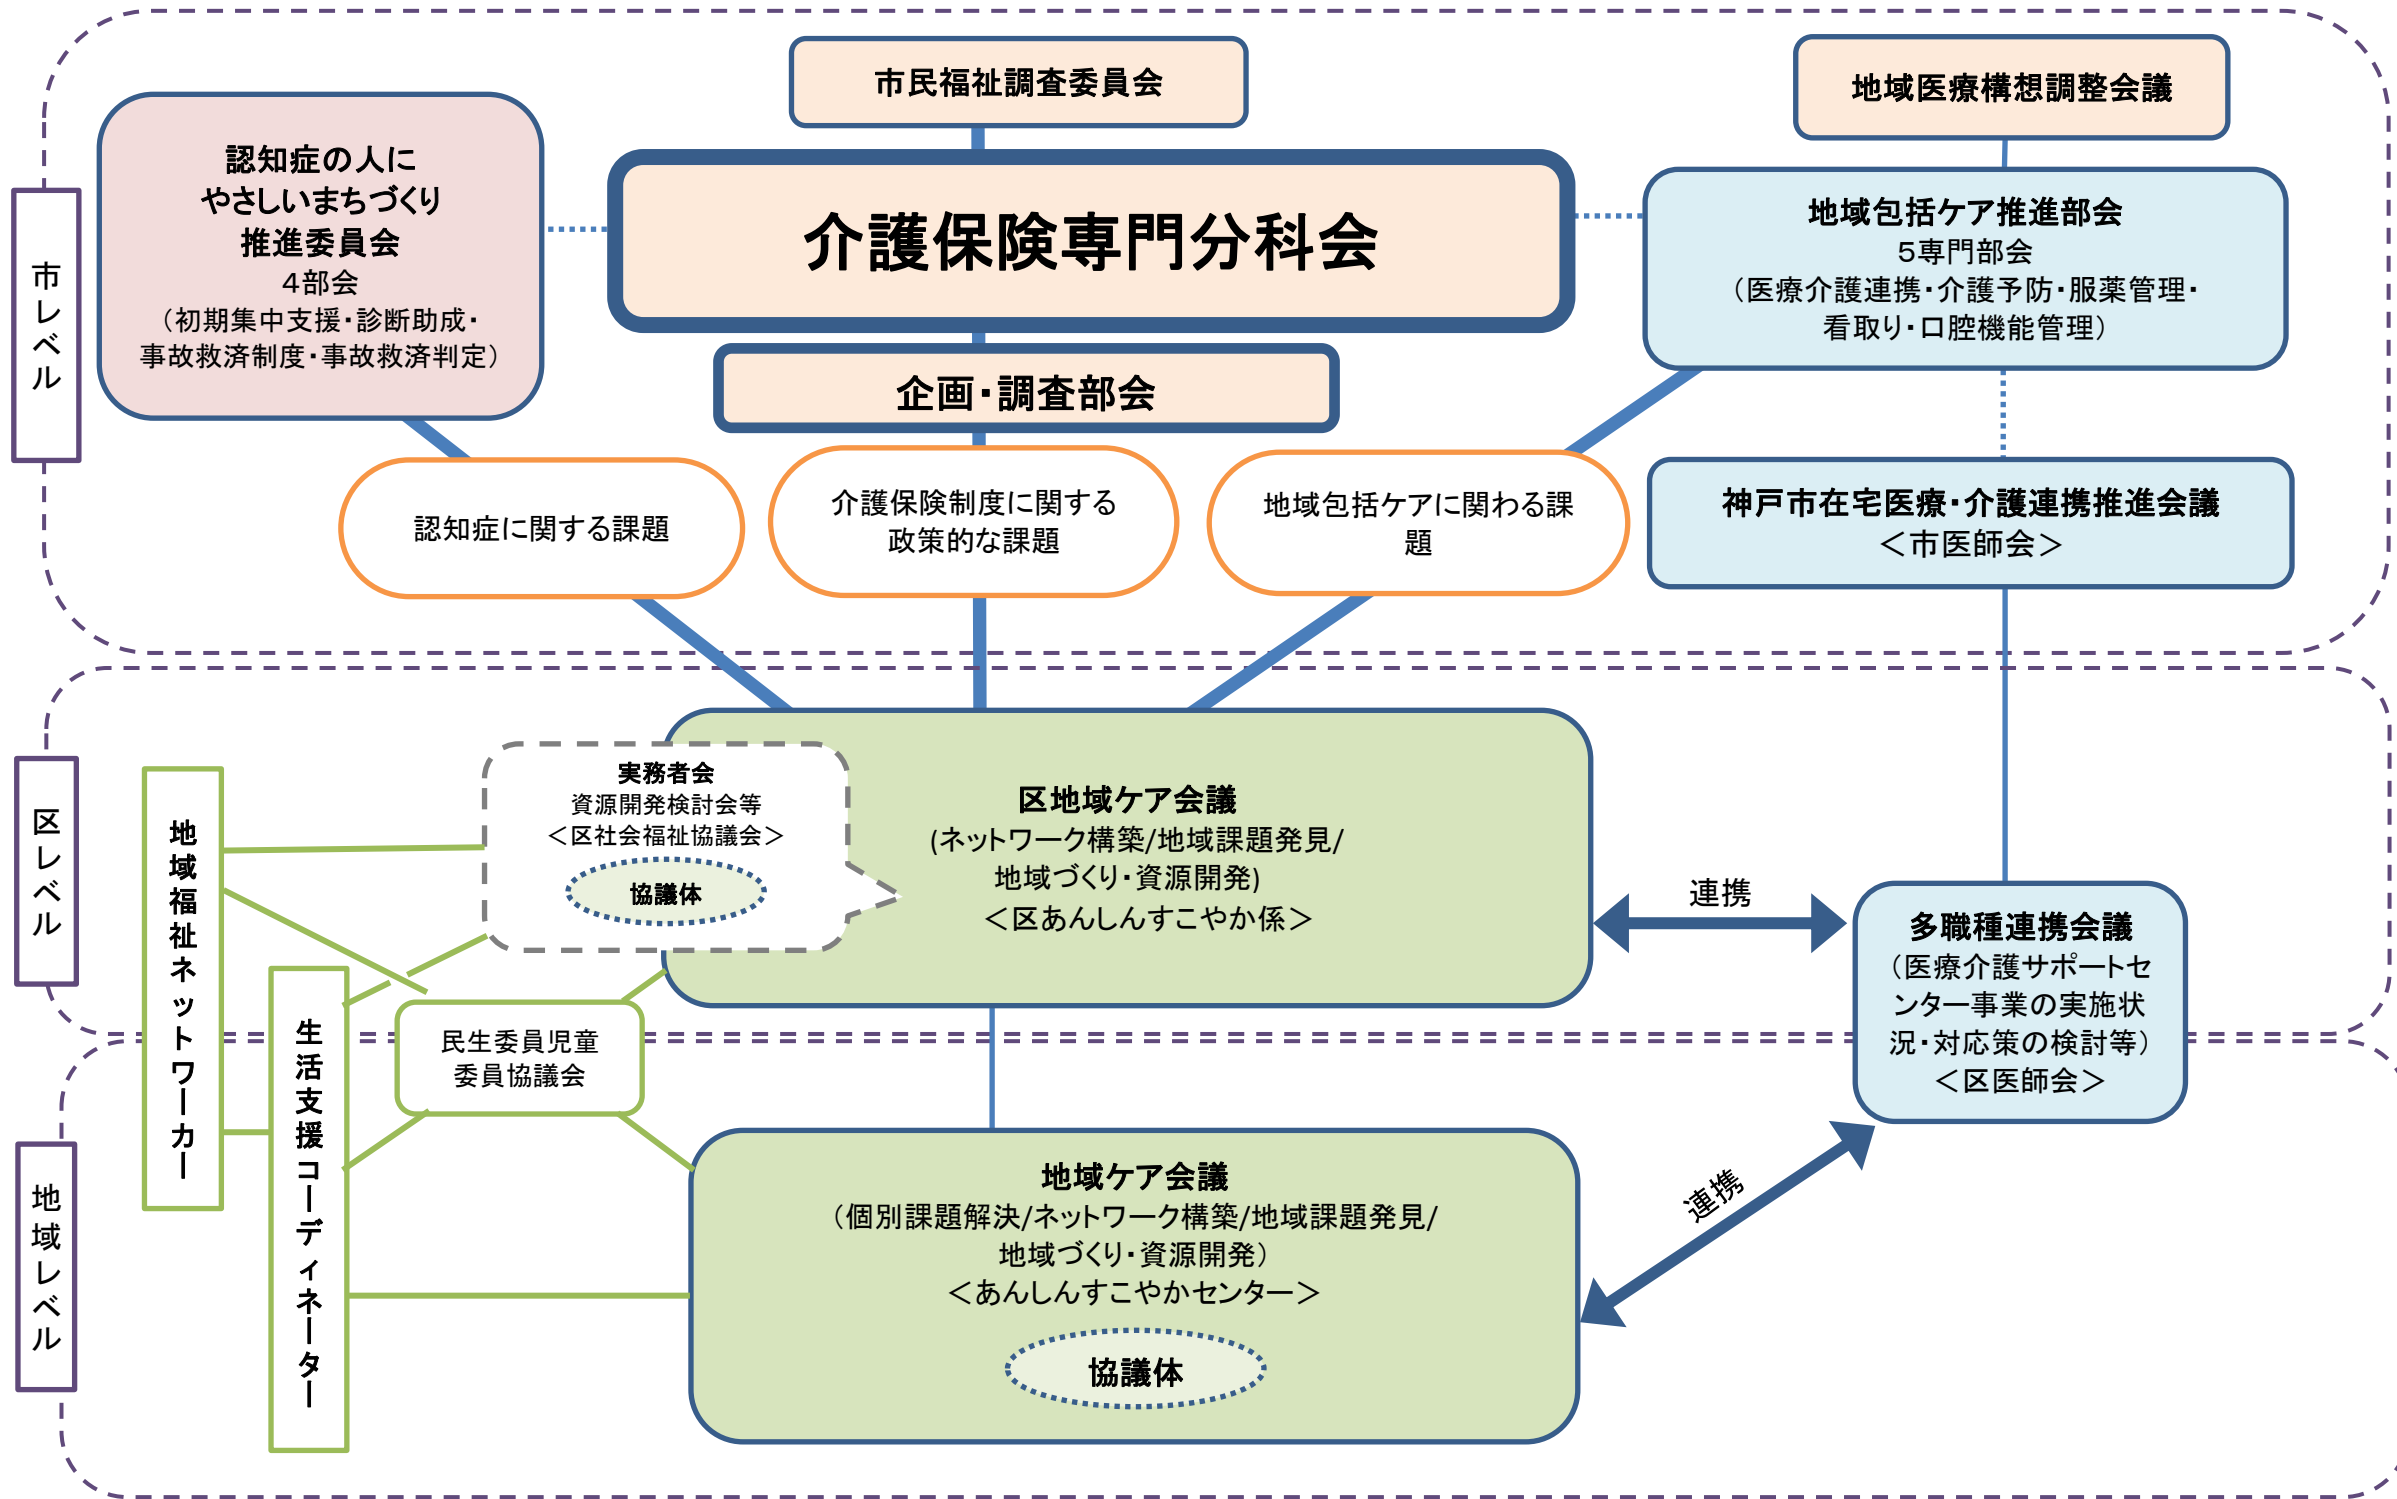 市民福祉調査委員会
地域医療構想調整会議
認知症の人に
やさしいまちづくり
推進委員会
４部会
（初期集中支援・診断助成・
事故救済制度・事故救済判定）
介護保険専門分科会
地域包括ケア推進部会
５専門部会
（医療介護連携・介護予防・服薬管理・
看取り・口腔機能管理）
市レベル
企画・調査部会
認知症に関する課題
介護保険制度に関する
政策的な課題
地域包括ケアに関わる課
題
神戸市在宅医療・介護連携推進会議
＜市医師会＞
区レベル
地域福祉ネットワーカー
実務者会
資源開発検討会等
＜区社会福祉協議会＞
協議体
区地域ケア会議
(ネットワーク構築/地域課題発見/
地域づくり・資源開発)
＜区あんしんすこやか係＞
連携
多職種連携会議
（医療介護サポートセ
ンター事業の実施状
況・対応策の検討等）
＜区医師会＞
生活支援コーディネーター
民生委員児童
委員協議会
地域レベル
地域ケア会議
（個別課題解決/ネットワーク構築/地域課題発見/
地域づくり・資源開発）
＜あんしんすこやかセンター＞
協議体
連携